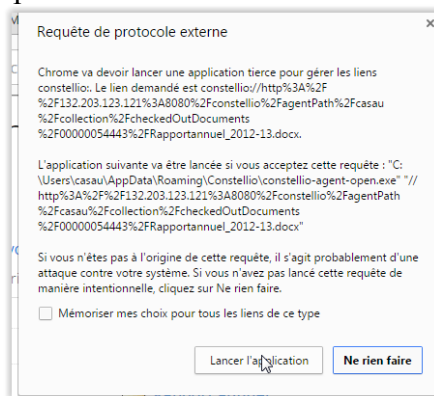 Requête de protocole externe
×
Chrome va devoir lancer une application tierce pour gérer les liens
constellio:. Le lien demandé est constellio://http%3A%2F
%2F132.203.123.121%3A8080%2Fconstellio%2FagentPath%2Fcasau
%2Fcollection%2FcheckedOutDocuments
%2F00000054443%2FRapportannuel_2012-13.docx.
L'application suivante va être lancée si vous acceptez cette requête : "C:
\Users\casau\AppData\Roaming\Constellio\constellio-agent-open.exe" "//
http%3A%2F%2F132.203.123.121%3A8080%2Fconstellio%2FagentPath
%2Fcasau%2Fcollection%2FcheckedOutDocuments
%2F00000054443%2FRapportannuel_2012-13.docx"
Si vous n'êtes pas à l'origine de cette requête, il s'agit probablement d'une
attaque contre votre système. Si vous n'avez pas lancé cette requête de
manière intentionnelle, cliquez sur Ne rien faire.
Mémoriser mes choix pour tous les liens de ce type
Lancer l'application
Ne rien faire